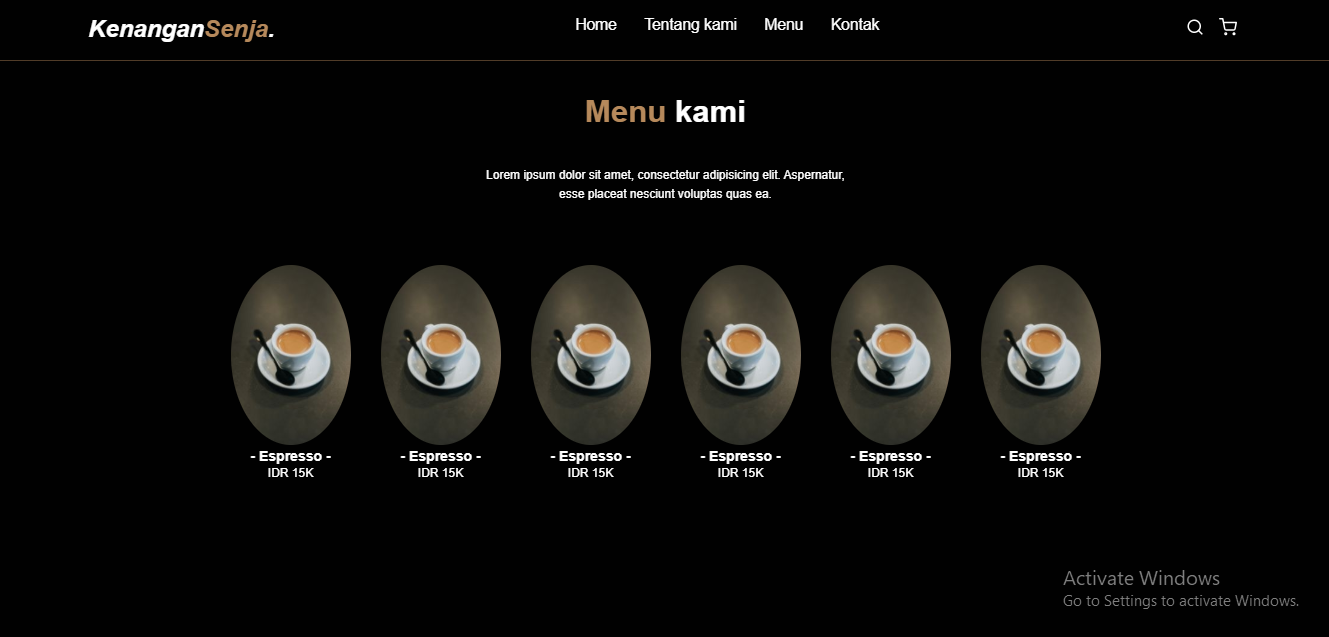 KenanganSenja.
Home Tentang kami Menu Kontak
Menu kami
Lorem ipsum dolor sit amet, consectetur adipisicing elit. Aspernatur,
esse placeat nesciunt voluptas quas ea.
- Espresso - - Espresso - - Espresso - - Espresso - - Espresso - - Espresso -
IDR 15K IDR 15K IDR 15K IDR 15K IDR 15K IDR 15K
Activate Windows
Go to Settings to activate Windows.